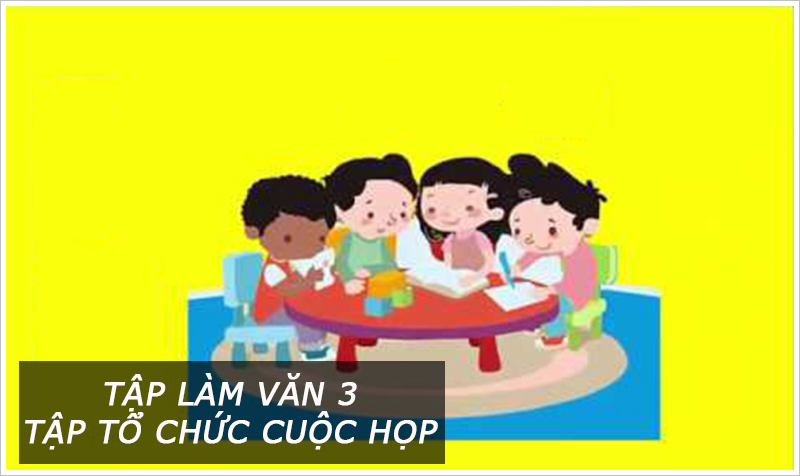 TẬP LÀM VĂN 3
TẬP TỔ CHỨC CUỘC HỌP